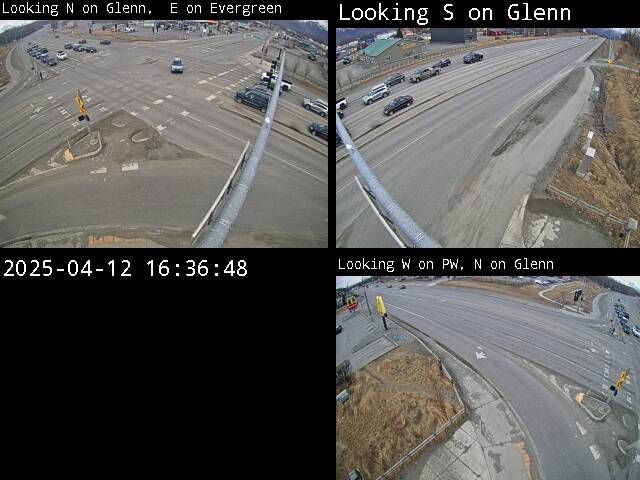 Looking N on Glenn,  E on Evergreen
Looking S on Glenn
2025-04-12 16:36:48
Looking W on PW, N on Glenn